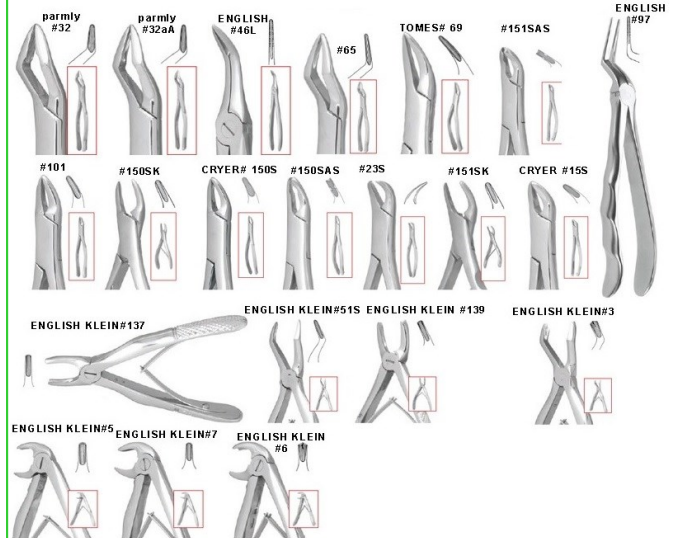 parmly
#32
parmly
#32aA
ENGLISH
#46L
#65
TOMES# 69
#151SAS
ENGLISH
#97
#101
#150SK
CRYER# 150S
#150SAS
#23S
#151SK
CRYER #15S
ENGLISH KLEIN#137
ENGLISH KLEIN#51S
ENGLISH KLEIN #139
ENGLISH KLEIN#3
ENGLISH KLEIN#5
ENGLISH KLEIN#7
ENGLISH KLEIN
#6